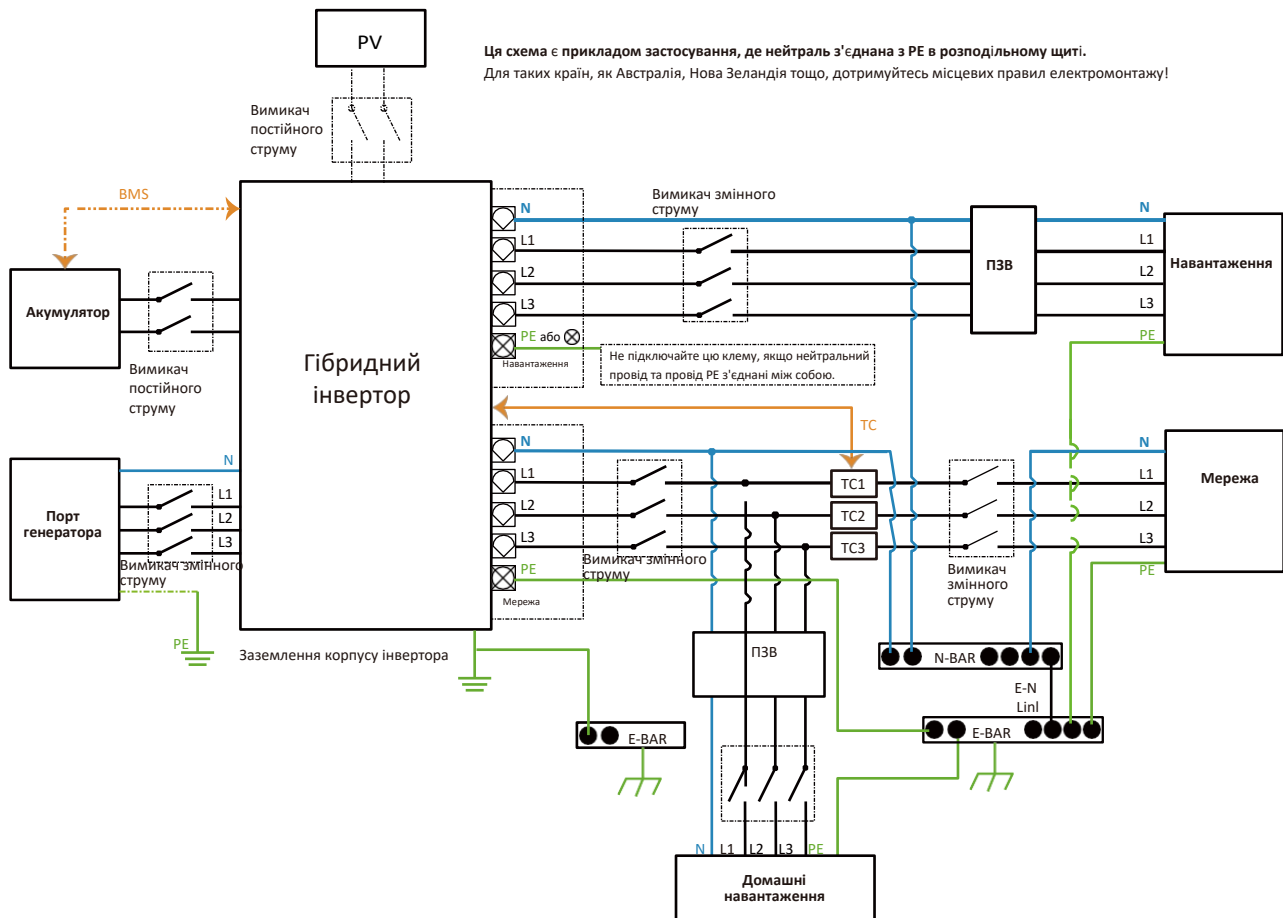 PV
Ця схема є прикладом застосування, де нейтраль з'єднана з PE в розподільному щиті.
Для таких країн, як Австралія, Нова Зеландія тощо, дотримуйтесь місцевих правил електромонтажу!
Вимикач
постійного
струму
BMS
Вимикач змінного
струму
N
L1
L2
L3
PE або
Навантаження
ПЗВ
N
L1
L2
L3
PE
Навантаження
Акумулятор
Вимикач
постійного
струму
Гібридний
інвертор
Не підключайте цю клему, якщо нейтральний
провід та провід PE з'єднані між собою.
TC
N
L1
L2
L3
PE
Мережа
Вимикач змінного
струму
TC1
TC2
TC3
Вимикач
змінного
струму
N
L1
L2
L3
PE
Мережа
Порт
генератора
N
L1
L2
L3
Вимикач змінного
струму
PE
Заземлення корпусу інвертора
ПЗВ
N-BAR
E-N
Linl
E-BAR
E-BAR
N
L1
L2
L3
PE
Домашні
навантаження